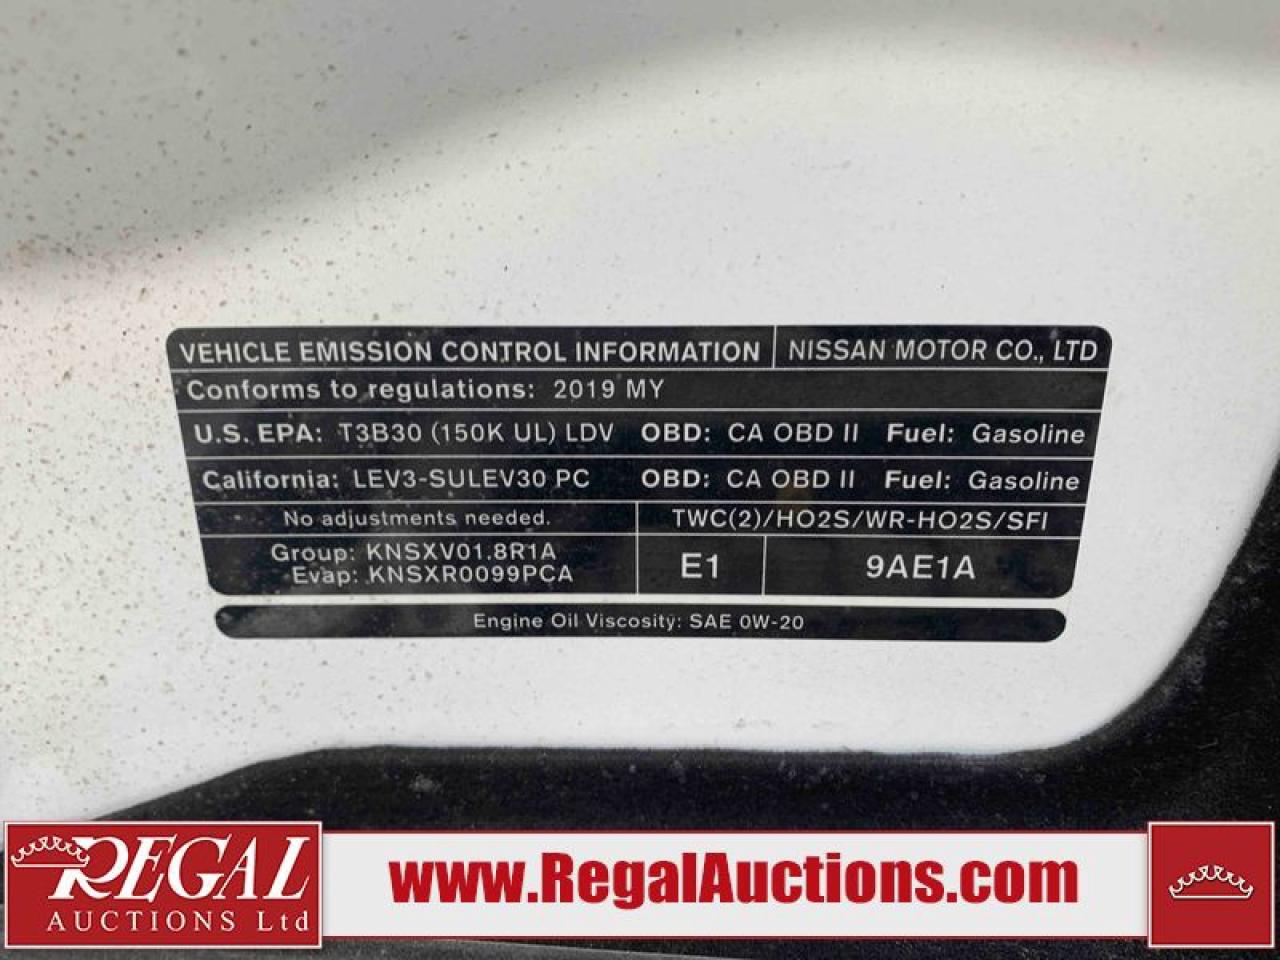 VEHICLE EMISSION CONTROL INFORMATION NISSAN MOTOR CO., LTD
Conforms to regulations: 2019 MY
U.S. EPA: T3B30 (150K UL) LDV OBD: CA OBD II Fuel: Gasoline
California: LEV3-SULEV30 PC OBD: CA OBD II Fuel: Gasoline
No adjustments needed. TWC(2)/HO2S/WR-HO2S/SFI
Group: KNSXV01.8R1A
Evap: KNSXR0099PCA
E1 9AE1A
Engine Oil Viscosity: SAE 0W-20
REGAL
AUCTIONS Ltd
www.RegalAuctions.com